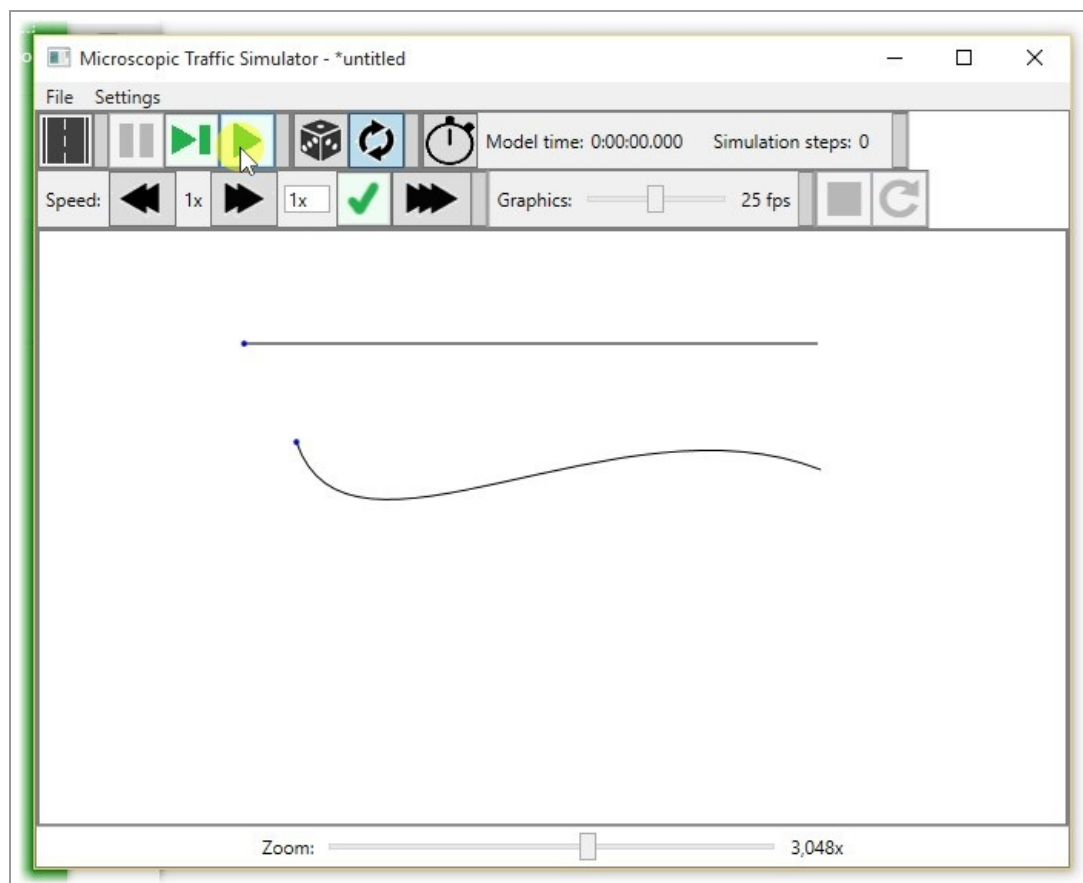 Microscopic Traffic Simulator - *untitled
File Settings
Model time: 0:00:00.000 Simulation steps: 0
Speed: 1x 1x Graphics: 25 fps
Zoom: 3,048x